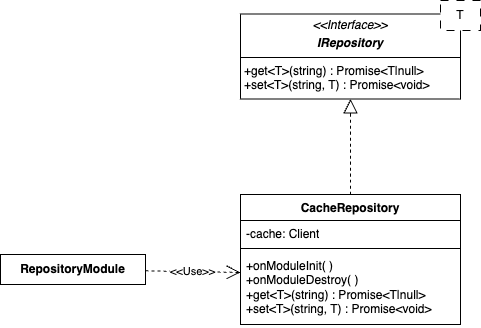 T
<<Interface>>
IRepository
+get<T>(string) : Promise<T|null>
+set<T>(string, T) : Promise<void>
CacheRepository
-cache: Client
+onModuleInit( )
+onModuleDestroy( )
+get<T>(string) : Promise<T|null>
+set<T>(string, T) : Promise<void>
RepositoryModule
<<Use>>